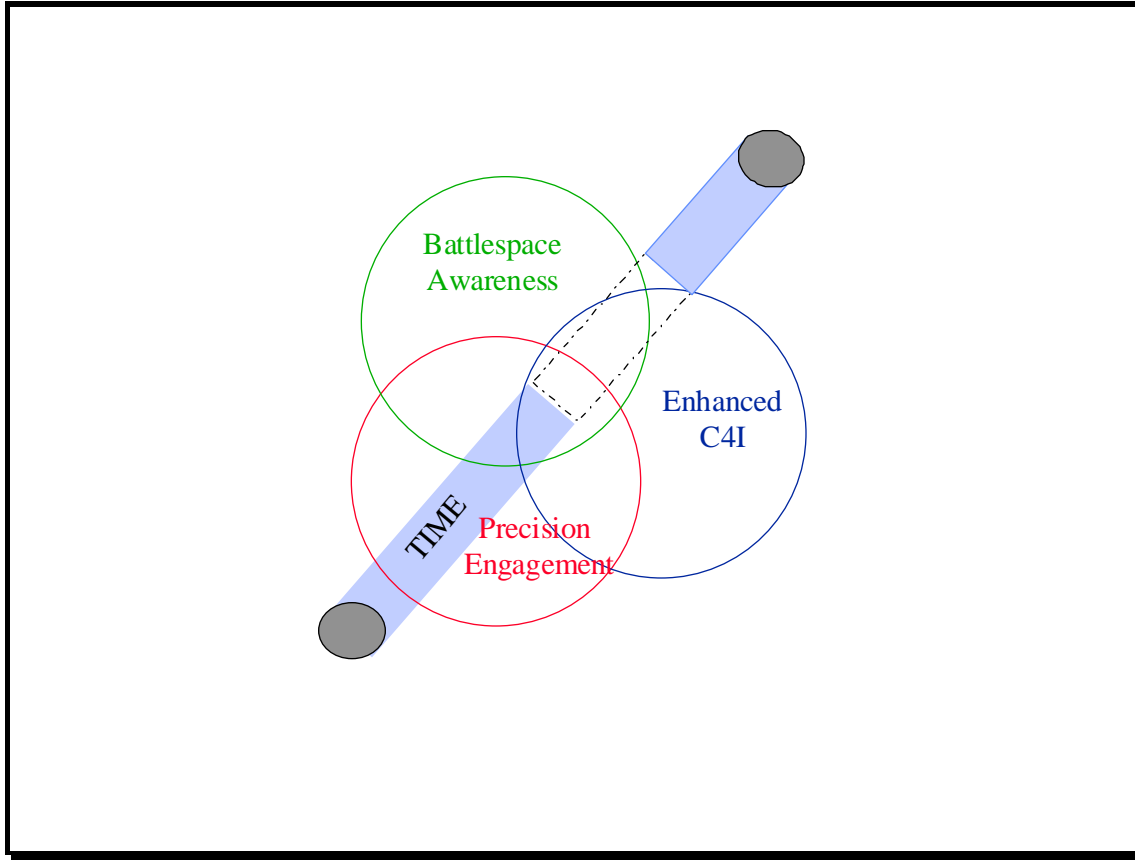 Battlespace
Awareness
Enhanced
C4I
TIME
Precision
Engagement